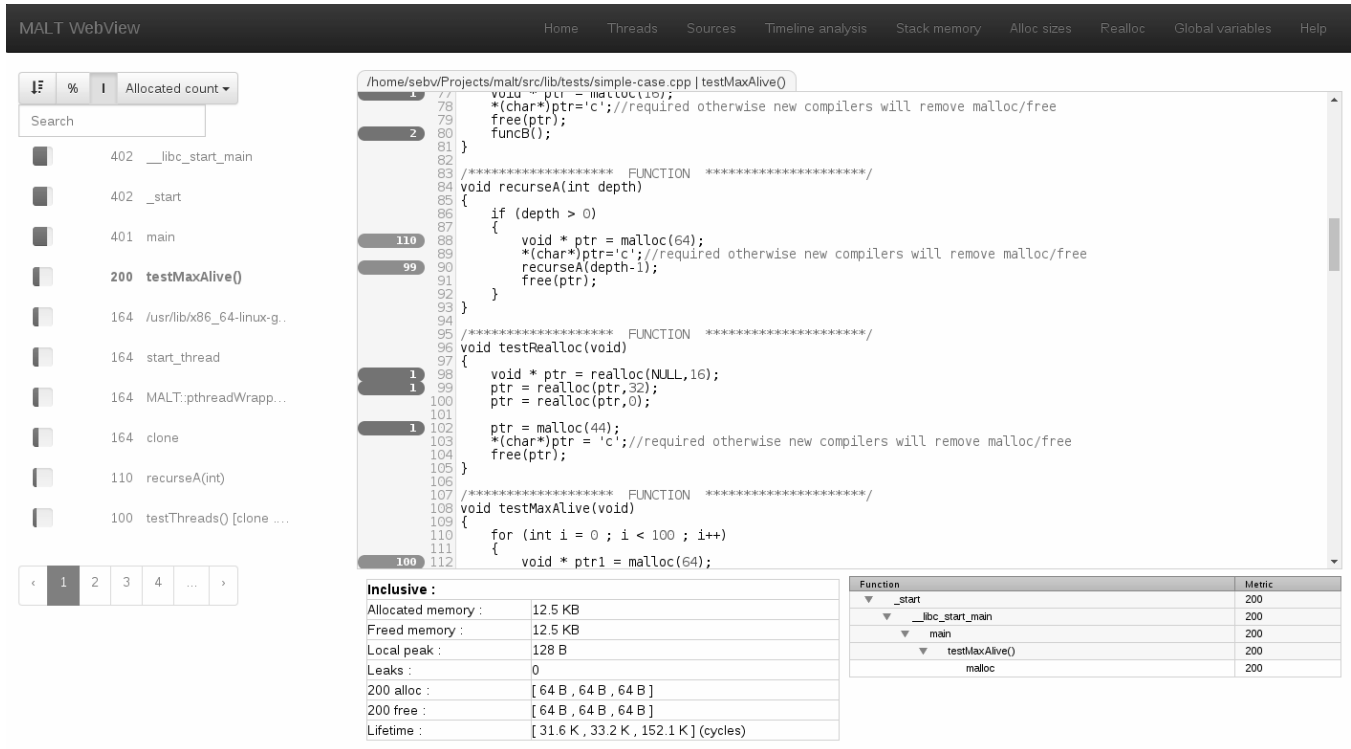 MALT WebView
Home Threads Sources Timeline analysis Stack memory Alloc sizes Realloc Global variables Help
% I Allocated count
Search
402 __libc_start_main
402 _start
401 main
200 testMaxAlive()
164 /usr/lib/x86_64-linux-g..
164 start_thread
164 MALT::pthreadWrapp...
164 clone
110 recurseA(int)
100 testThreads() [clone ....
‹ 1 2 3 4 ... ›
/home/sebv/Projects/malt/src/lib/tests/simple-case.cpp | testMaxAlive()
1 77 void * ptr = malloc(16);
78 *(char*)ptr='c';//required otherwise new compilers will remove malloc/free
79 free(ptr);
2 80 funcB();
81 }
82
83 /******************* FUNCTION *********************/
84 void recurseA(int depth)
85 {
86 if (depth > 0)
87 {
110 88 void * ptr = malloc(64);
89 *(char*)ptr='c';//required otherwise new compilers will remove malloc/free
99 90 recurseA(depth-1);
91 free(ptr);
92 }
93 }
94
95 /******************* FUNCTION *********************/
96 void testRealloc(void)
97 {
1 98 void * ptr = realloc(NULL,16);
1 99 ptr = realloc(ptr,32);
100 ptr = realloc(ptr,0);
101
1 102 ptr = malloc(44);
103 *(char*)ptr = 'c';//required otherwise new compilers will remove malloc/free
104 free(ptr);
105 }
106
107 /******************* FUNCTION *********************/
108 void testMaxAlive(void)
109 {
110 for (int i = 0 ; i < 100 ; i++)
111 {
100 112 void * ptr1 = malloc(64);
Inclusive :
Allocated memory : 12.5 KB
Freed memory : 12.5 KB
Local peak : 128 B
Leaks : 0
200 alloc : [ 64 B , 64 B , 64 B ]
200 free : [ 64 B , 64 B , 64 B ]
Lifetime : [ 31.6 K , 33.2 K , 152.1 K ] (cycles)
Function Metric
_start 200
__libc_start_main 200
main 200
testMaxAlive() 200
malloc 200